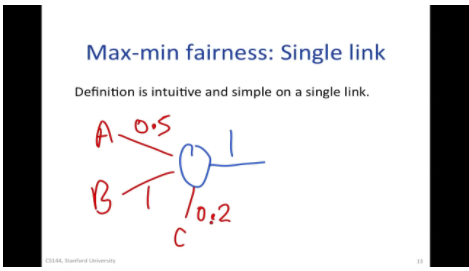 Max-min fairness: Single link
Definition is intuitive and simple on a single link.
A 0.5
1
B 1
0.2
C
CS144, Stanford University